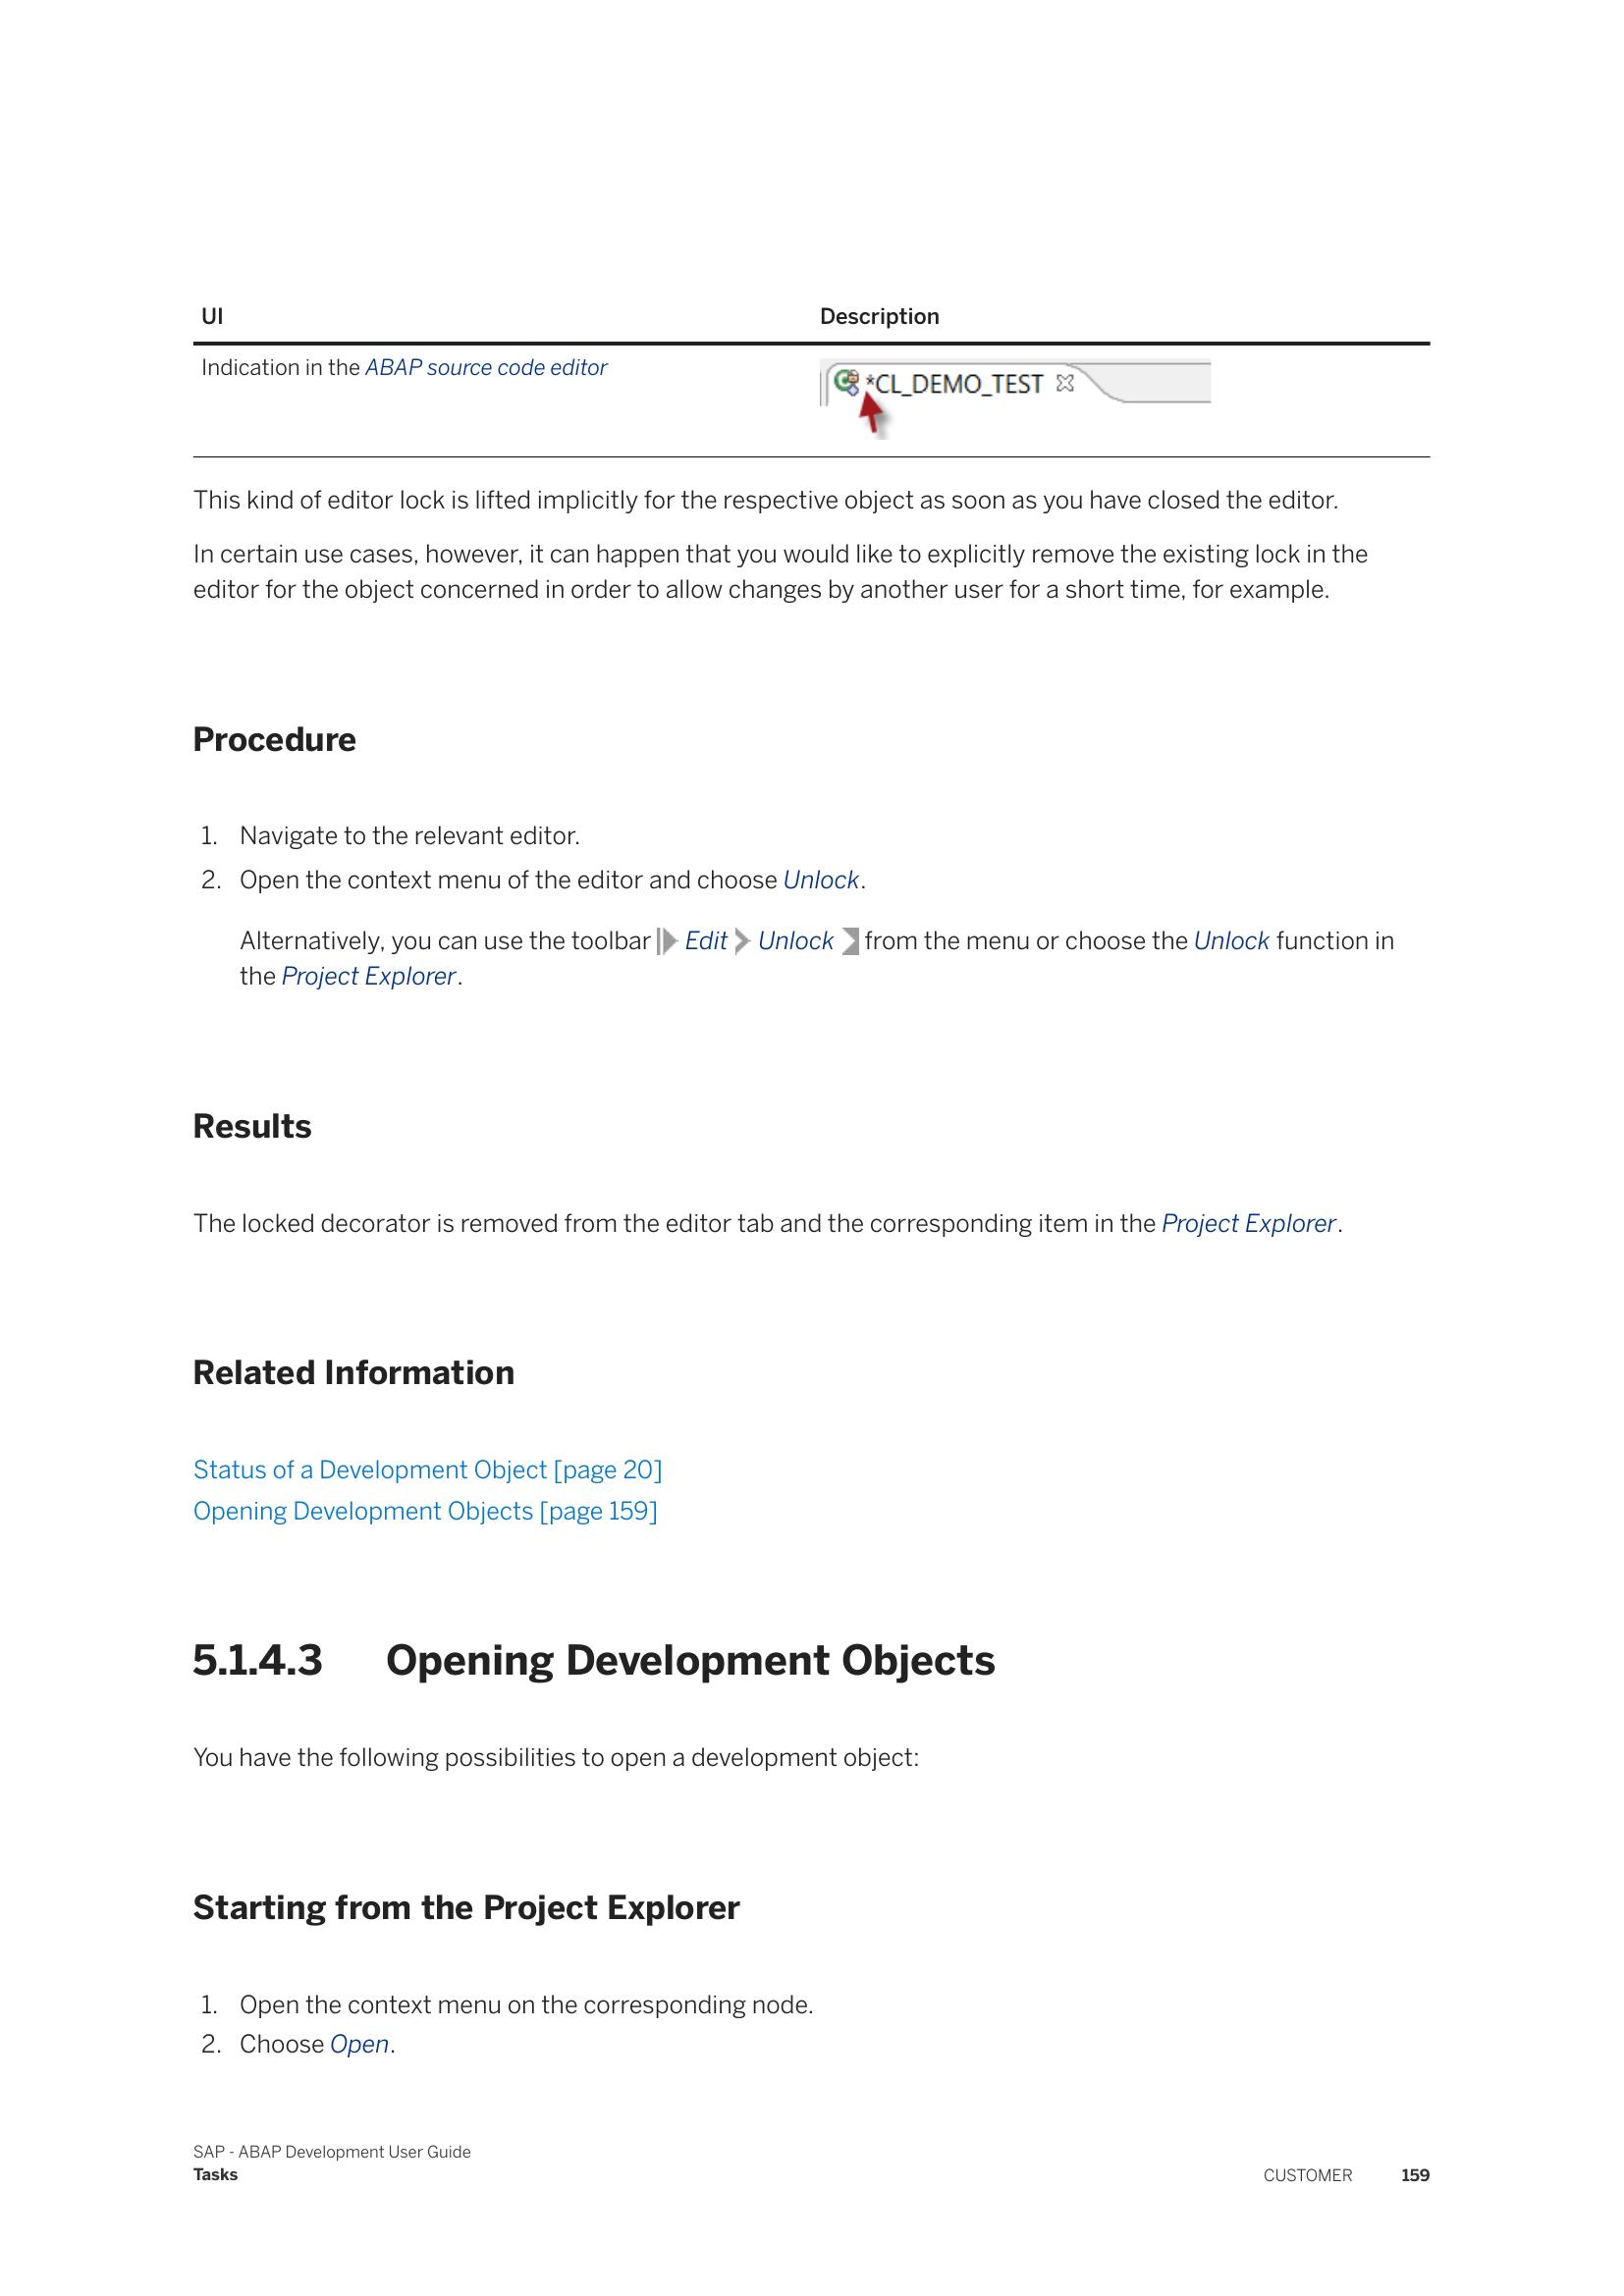 UI Description
Indication in the ABAP source code editor
*CL_DEMO_TEST
This kind of editor lock is lifted implicitly for the respective object as soon as you have closed the editor.
In certain use cases, however, it can happen that you would like to explicitly remove the existing lock in the
editor for the object concerned in order to allow changes by another user for a short time, for example.
Procedure
1. Navigate to the relevant editor.
2. Open the context menu of the editor and choose Unlock.
Alternatively, you can use the toolbar Edit Unlock from the menu or choose the Unlock function in
the Project Explorer.
Results
The locked decorator is removed from the editor tab and the corresponding item in the Project Explorer.
Related Information
Status of a Development Object [page 20]
Opening Development Objects [page 159]
5.1.4.3 Opening Development Objects
You have the following possibilities to open a development object:
Starting from the Project Explorer
1. Open the context menu on the corresponding node.
2. Choose Open.
SAP - ABAP Development User Guide
Tasks CUSTOMER 159